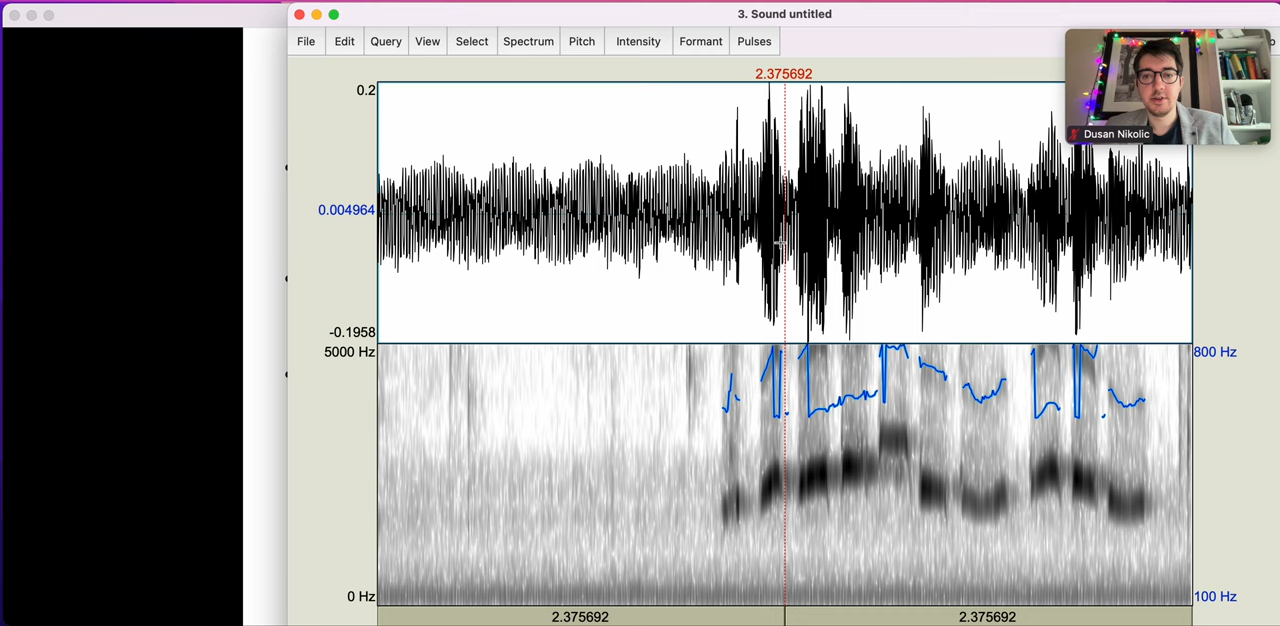 3. Sound untitled
File Edit Query View Select Spectrum Pitch Intensity Formant Pulses
2.375692
0.2
Dusan Nikolic
0.004964
-0.1958
5000 Hz 800 Hz
0 Hz 100 Hz
2.375692 2.375692